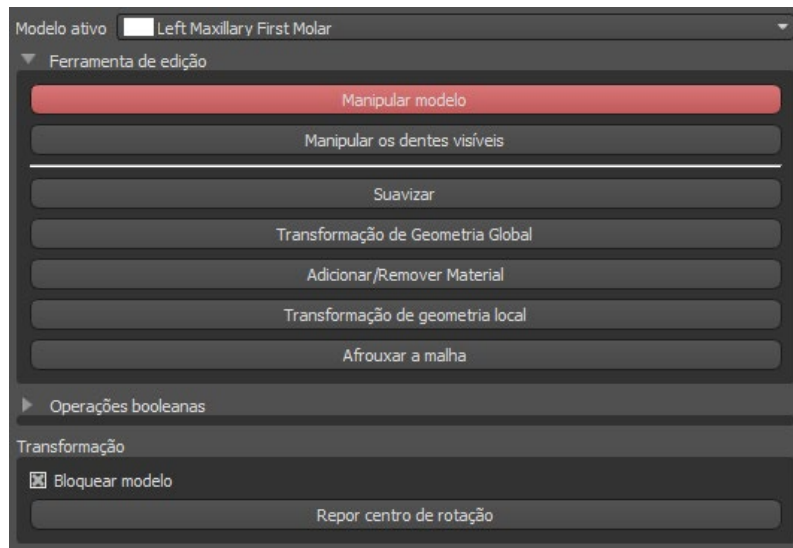 Modelo ativo Left Maxillary First Molar
Ferramenta de edição
Manipular modelo
Manipular os dentes visíveis
Suavizar
Transformação de Geometria Global
Adicionar/Remover Material
Transformação de geometria local
Afrouxar a malha
Operações booleanas
Transformação
Bloquear modelo
Repor centro de rotação